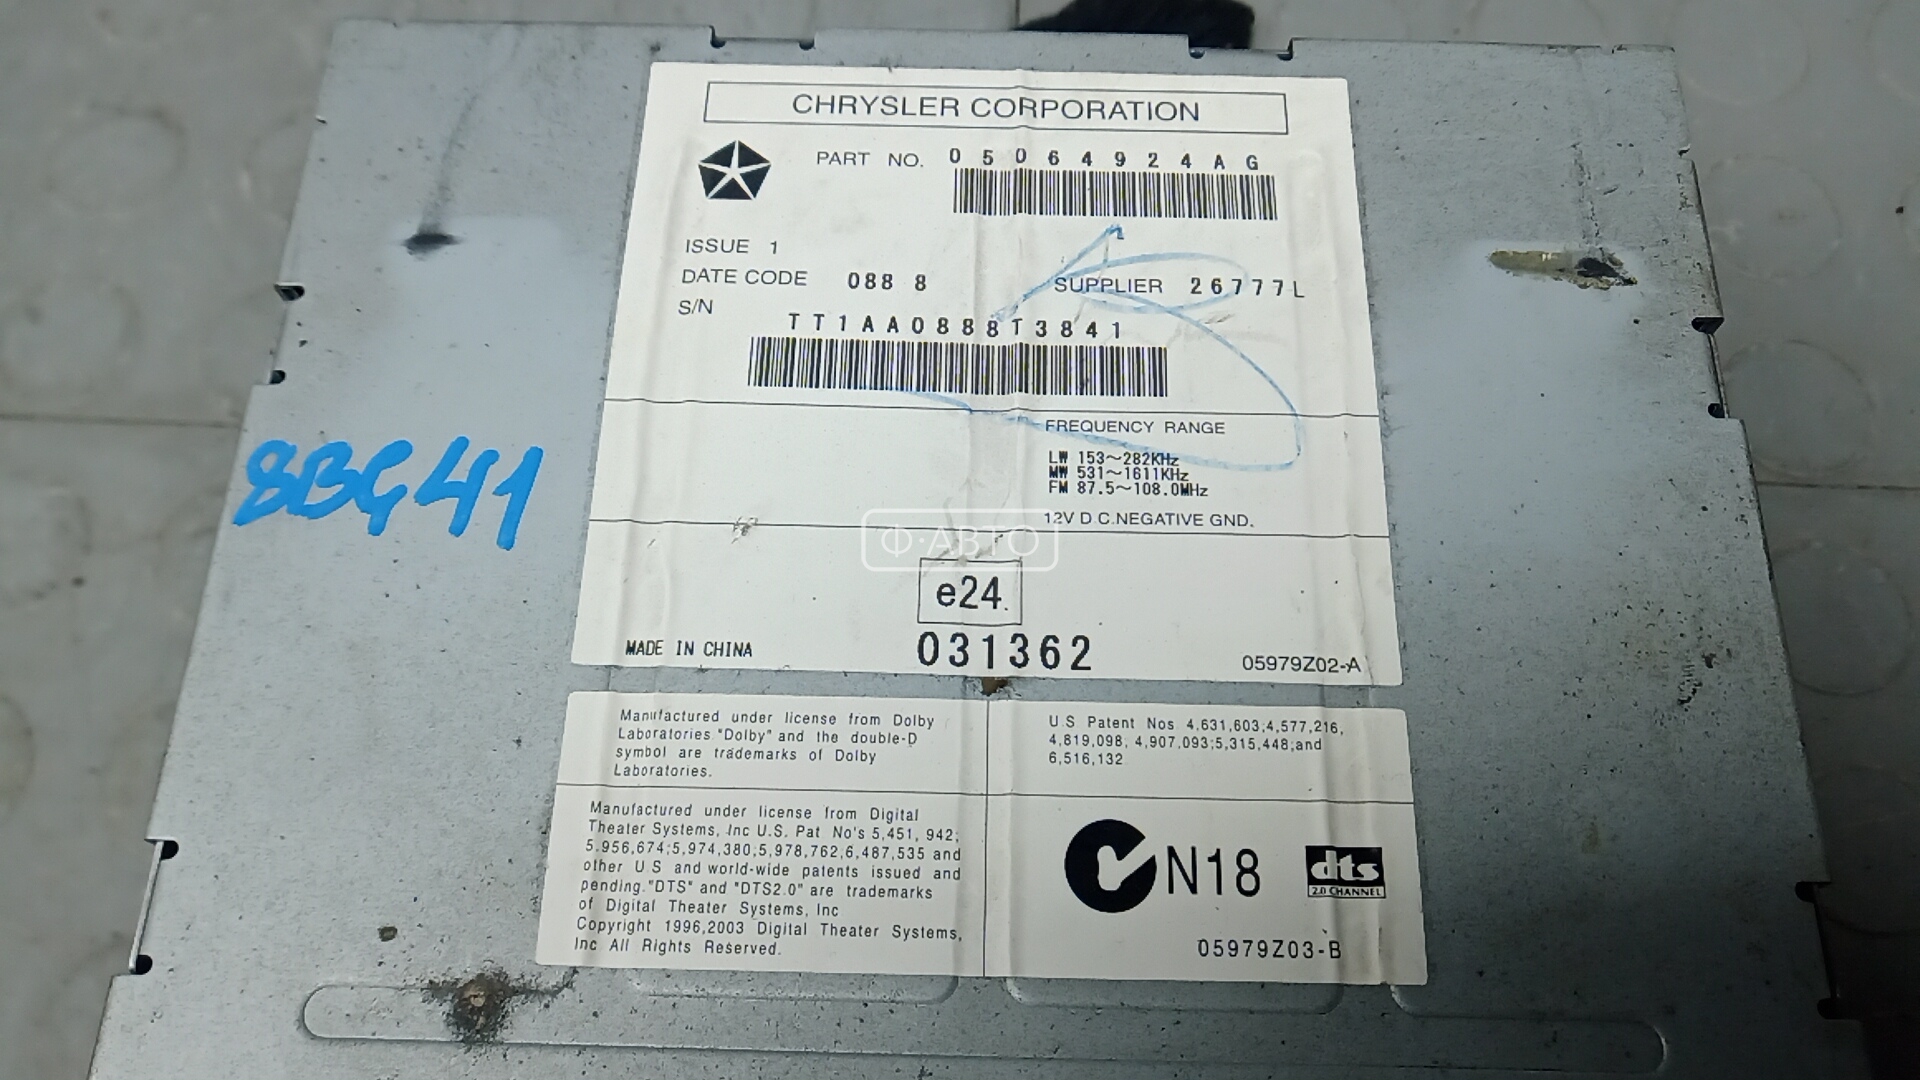 CHRYSLER CORPORATION
PART NO. 05064924AG
ISSUE 1
DATE CODE 088 8 SUPPLIER 26777L
S/N
TT1AA0888T3841
FREQUENCY RANGE
LW 153~282KHz
MW 531~1611KHz
FM 87.5~108.0MHz
12V D.C.NEGATIVE GND.
8BG41
Ф·АВТО
e24
031362
MADE IN CHINA
05979Z02-A
Manufactured under license from Dolby
Laboratories."Dolby" and the double-D
symbol are trademarks of Dolby
Laboratories.
U.S Patent Nos. 4,631,603;4,577,216,
4,819,098; 4,907,093;5,315,448;and
6,516,132
Manufactured under license from Digital
Theater Systems, Inc U.S. Pat No's 5,451, 942;
5.956,674;5,974,380;5,978,762,6,487,535 and
other U.S and world-wide patents issued and
pending."DTS" and "DTS2.0" are trademarks
of Digital Theater Systems, Inc
Copyright 1996,2003 Digital Theater Systems,
Inc All Rights Reserved.
N18
dts
2.0 CHANNEL
05979Z03-B